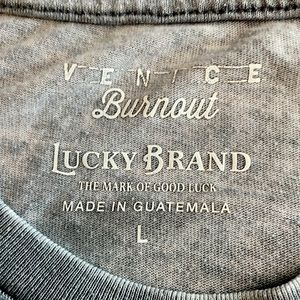 VENICE
Burnout
LUCKY BRAND
THE MARK OF GOOD LUCK
MADE IN GUATEMALA
L